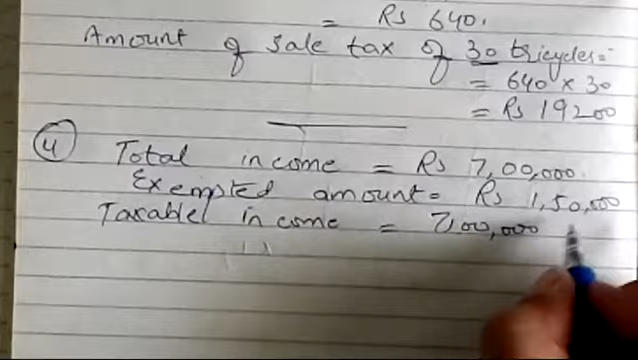 = Rs 640.
Amount of sale tax of 30 tricycles =
= 640 x 30
= Rs 19200
4 Total income = Rs 7,00,000.
Exempted amount = Rs 1,50,000
Taxable income = 7,00,000